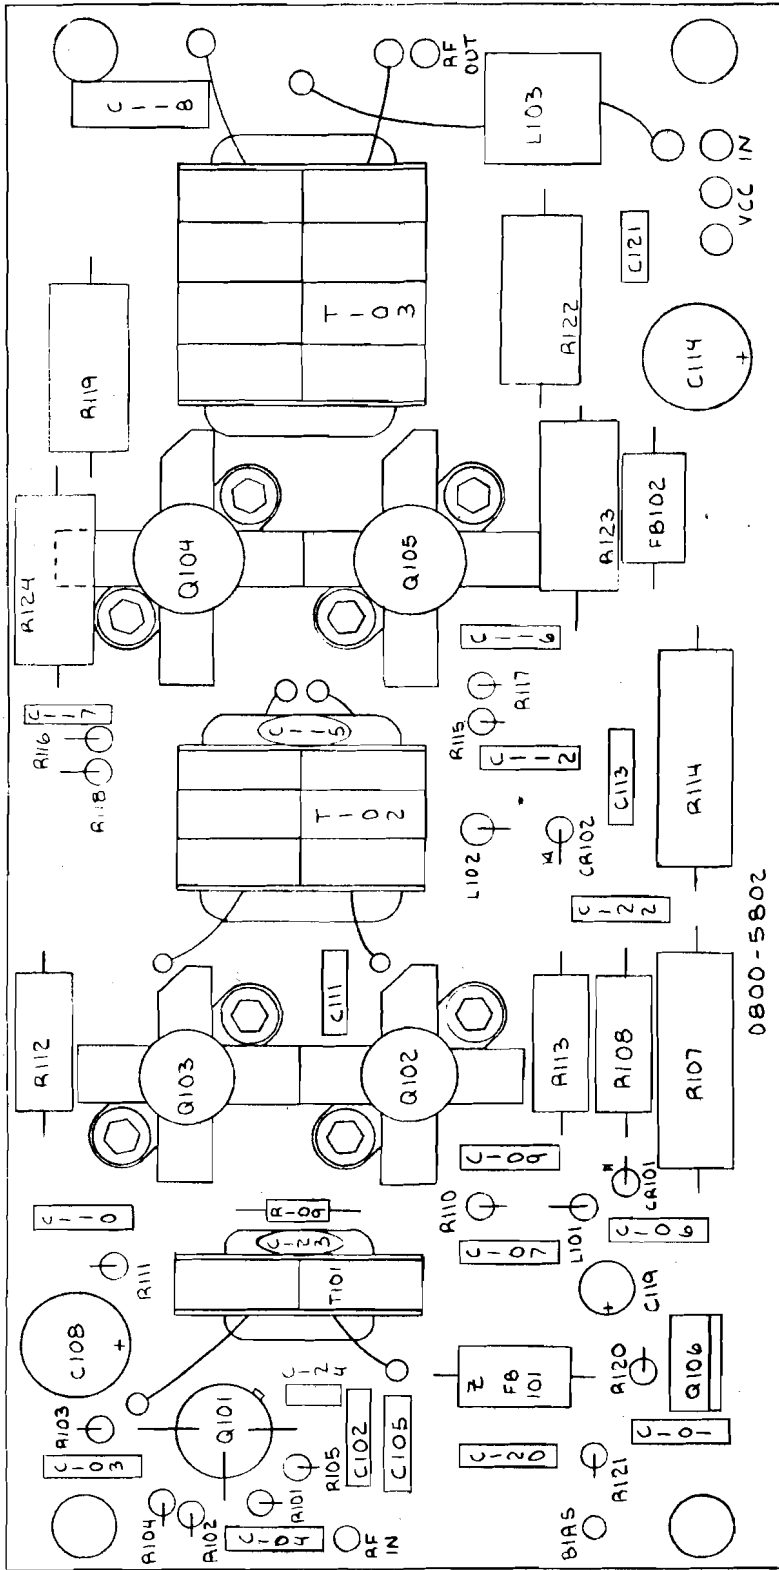 C118
RF OUT
L103
VCC IN
C121
R119
T103
R122
C114
+
R124
Q104
Q105
R123
FB102
C116
C117
R116
R118
C115
R117
R115
C112
T102
L102
CR102
C113
R114
C122
0800-5802
R112
C111
Q103
Q102
R113
R108
R107
C109
C110
R109
C123
R110
L101
CR101
C106
C107
R111
T101
C119
+
C108
+
C124
Z
FB 101
R120
Q106
R103
Q101
C102
C105
R105
C103
C120
C101
R121
R104
R102
R101
C104
RF IN
BIAS